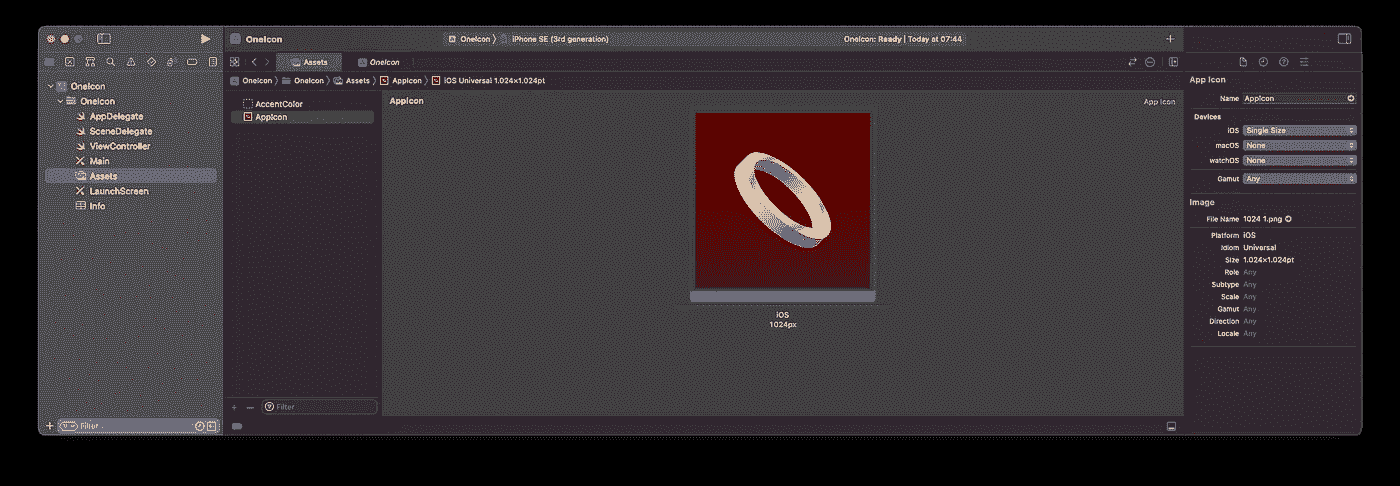 OneIcon
OneIcon 〉 iPhone SE (3rd generation)
OneIcon: Ready | Today at 07:44
Assets
OneIcon
OneIcon 〉 OneIcon 〉 Assets 〉 AppIcon 〉 iOS Universal 1.024×1.024pt
OneIcon
OneIcon
AppDelegate
SceneDelegate
ViewController
Main
Assets
LaunchScreen
Info
Filter
AccentColor
AppIcon
Filter
AppIcon
App Icon
iOS
1024px
App Icon
Name AppIcon
Devices
iOS Single Size
macOS None
watchOS None
Gamut Any
Image
File Name 1024 1.png
Platform iOS
Idiom Universal
Size 1.024×1.024pt
Role Any
Subtype Any
Scale Any
Gamut Any
Direction Any
Locale Any